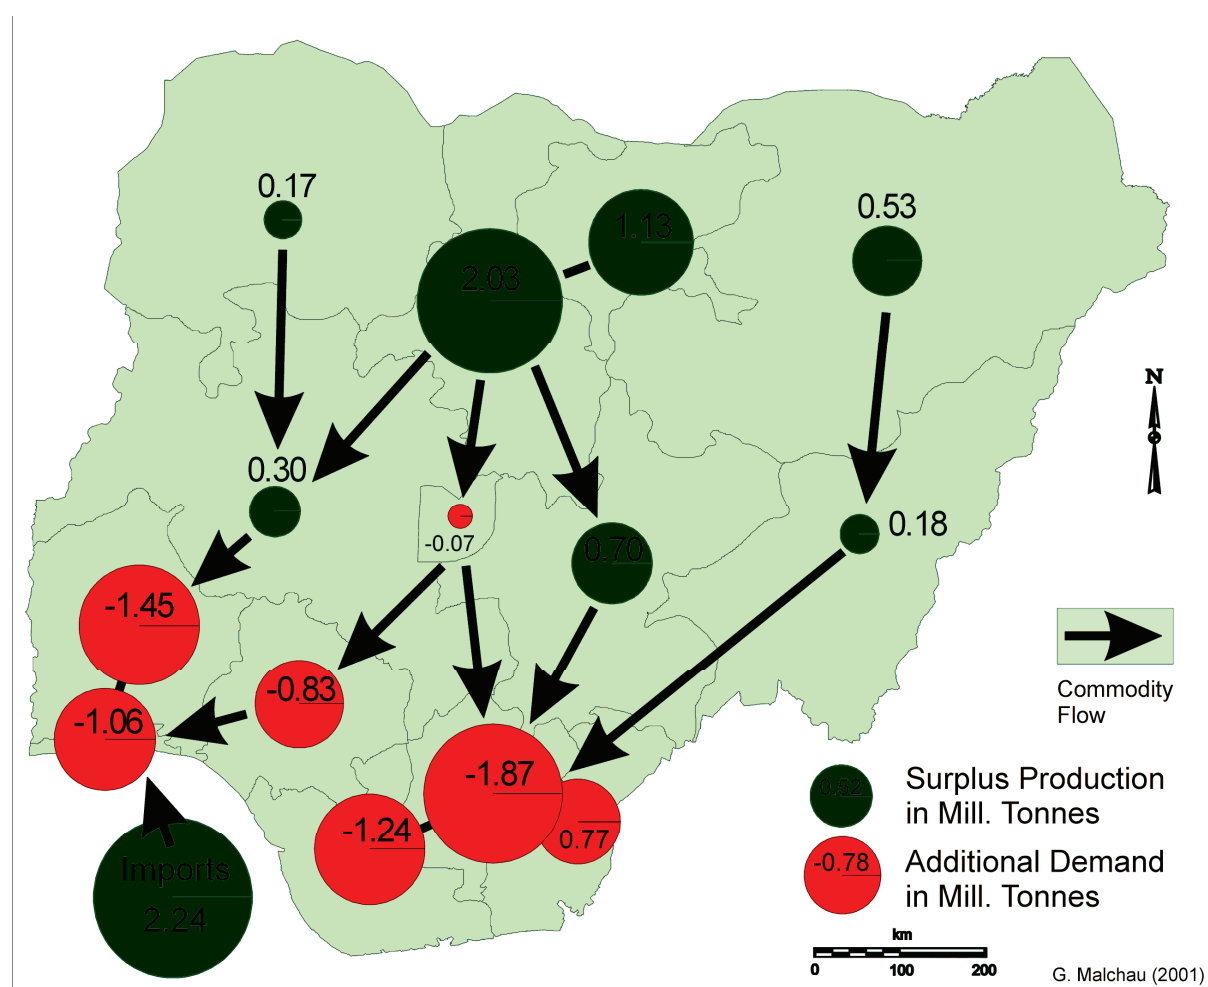 0.17
1.13
0.53
2.03
N
0.30
0.18
-0.07
0.70
-1.45
-0.83
-1.06
Commodity
Flow
-1.87
Surplus Production
in Mill. Tonnes
0.52
-1.24
0.77
-0.78
Additional Demand
in Mill. Tonnes
Imports
2.24
km
0 100 200
G. Malchau (2001)